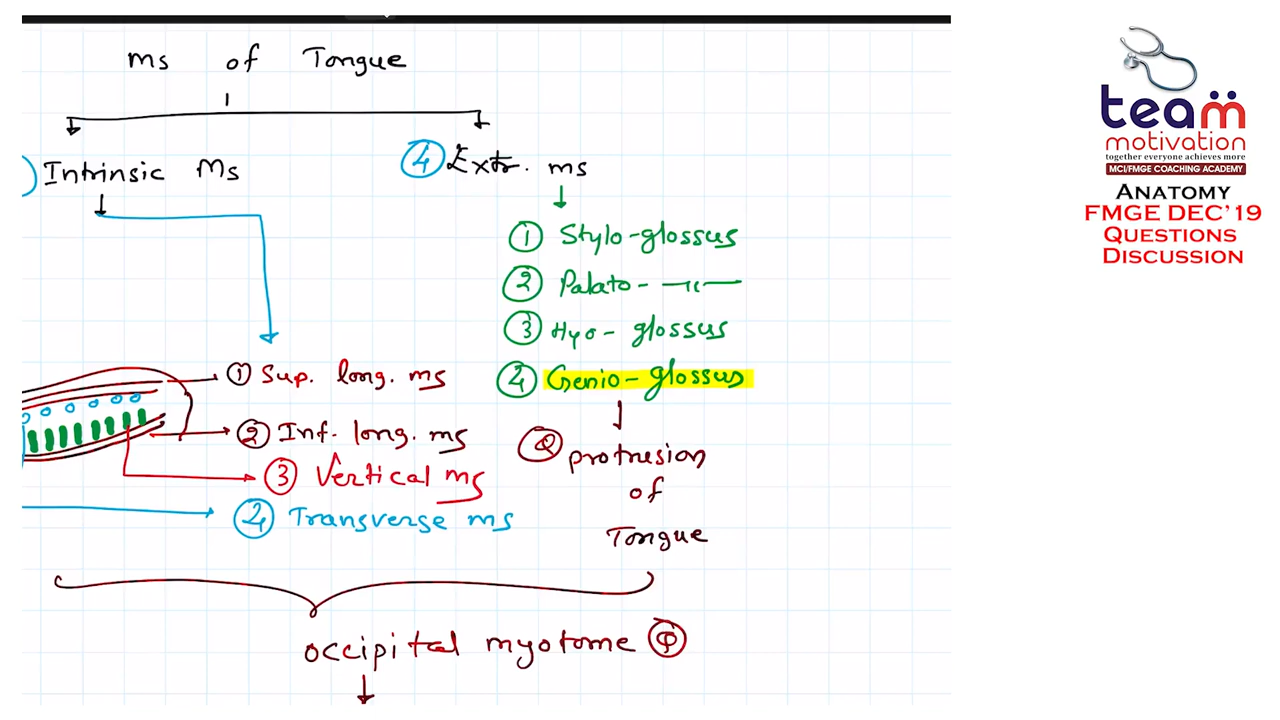 ms of Tongue
Intrinsic Ms
④ Extr. ms
① Stylo-glossus
② Palato- —〃—
③ Hyo-glossus
④ Genio-glossus
Ⓠ protrusion
of
Tongue
① Sup. long. ms
② Inf. long. ms
③ Vertical ms
④ Transverse ms
occipital myotome Ⓠ
team
motivation
together everyone achieves more
MCI/FMGE COACHING ACADEMY
ANATOMY
FMGE DEC'19
QUESTIONS
DISCUSSION